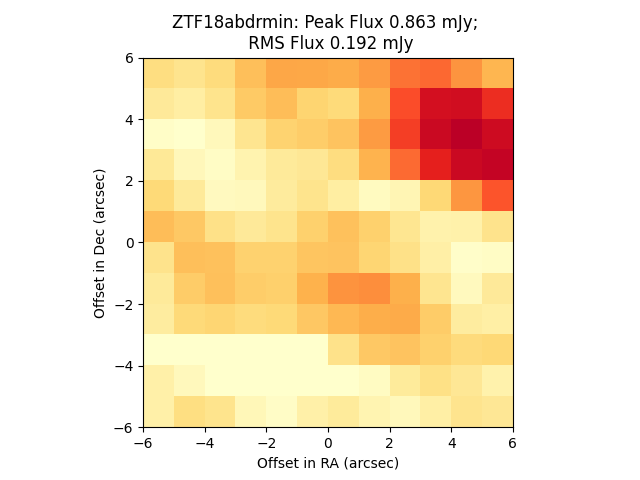 ZTF18abdrmin: Peak Flux 0.863 mJy;
RMS Flux 0.192 mJy
6
4
2
0
−2
−4
−6
Offset in Dec (arcsec)
−6 −4 −2 0 2 4 6
Offset in RA (arcsec)